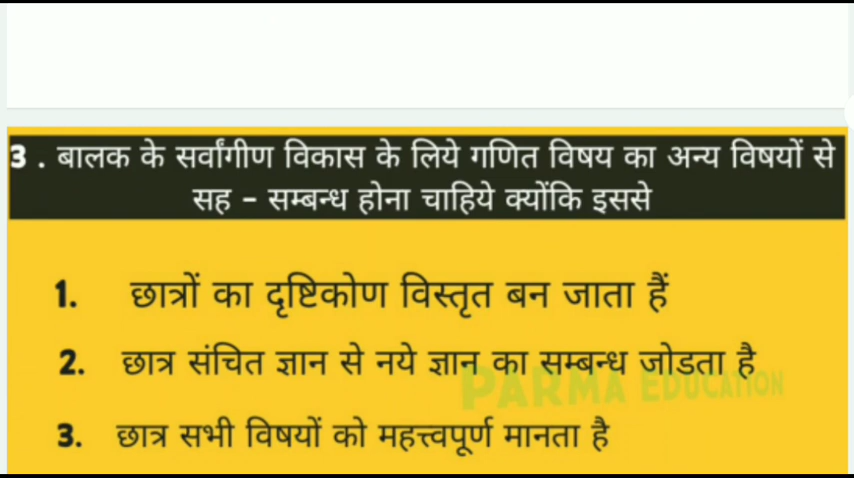 3 . बालक के सर्वांगीण विकास के लिये गणित विषय का अन्य विषयों से
सह - सम्बन्ध होना चाहिये क्योंकि इससे
1. छात्रों का दृष्टिकोण विस्तृत बन जाता हैं
2. छात्र संचित ज्ञान से नये ज्ञान का सम्बन्ध जोडता है
PARMA EDUCATION
3. छात्र सभी विषयों को महत्त्वपूर्ण मानता है